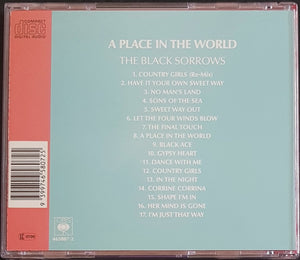 COMPACT
disc
DIGITAL AUDIO
A PLACE IN THE WORLD
THE BLACK SORROWS
1. COUNTRY GIRLS (Re-Mix)
2. HAVE IT YOUR OWN SWEET WAY
3. NO MAN'S LAND
4. SONS OF THE SEA
5. SWEET WAY OUT
6. LET THE FOUR WINDS BLOW
7. THE FINAL TOUCH
8. A PLACE IN THE WORLD
9. BLACK ACE
10. GYPSY HEART
11. DANCE WITH ME
12. COUNTRY GIRLS
13. IN THE NIGHT
14. CORRINE CORRINA
15. SHAPE I'M IN
16. HER MIND IS GONE
17. I'M JUST THAT WAY
CBS